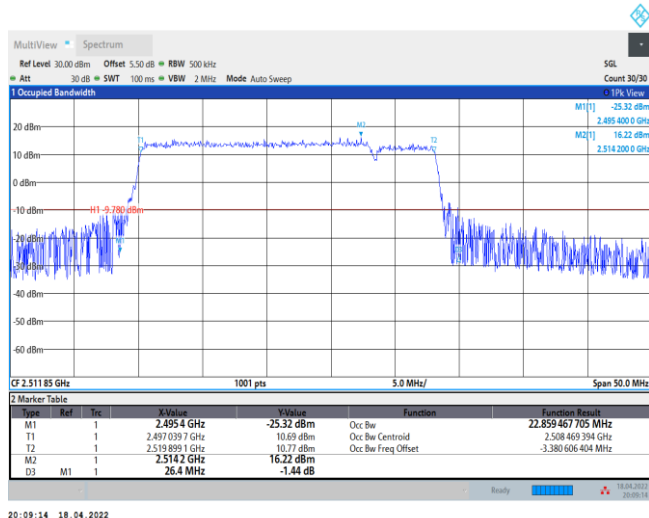 MultiView Spectrum
Ref Level 30.00 dBm Offset 5.50 dB RBW 500 kHz SGL
Att 30 dB SWT 100 ms VBW 2 MHz Mode Auto Sweep Count 30/30
1 Occupied Bandwidth 1Pk View
M1[1] -25.32 dBm
2.495 400 0 GHz
M2[1] 16.22 dBm
2.514 200 0 GHz
M2
T1 T2
20 dBm
10 dBm
0 dBm
-10 dBm
H1 -9.780 dBm
-20 dBm
M1
-30 dBm
-40 dBm
-50 dBm
-60 dBm
CF 2.511 85 GHz 1001 pts 5.0 MHz/ Span 50.0 MHz
2 Marker Table
Type Ref Trc X-Value Y-Value Function Function Result
M1 1 2.495 4 GHz -25.32 dBm Occ Bw 22.859 467 705 MHz
T1 1 2.497 039 7 GHz 10.69 dBm Occ Bw Centroid 2.508 469 394 GHz
T2 1 2.519 899 1 GHz 10.77 dBm Occ Bw Freq Offset -3.380 606 404 MHz
M2 1 2.514 2 GHz 16.22 dBm
D3 M1 1 26.4 MHz -1.44 dB
Ready 18.04.2022
20:09:14
20:09:14 18.04.2022